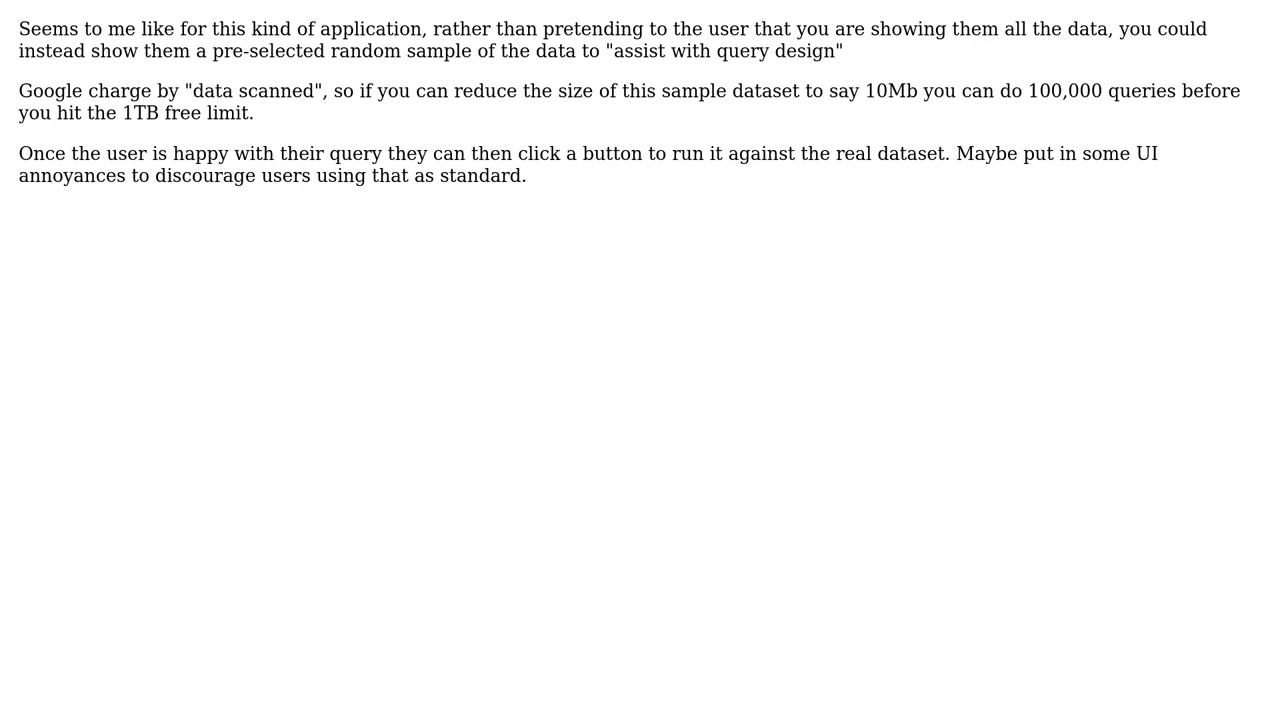 Seems to me like for this kind of application, rather than pretending to the user that you are showing them all the data, you could
instead show them a pre-selected random sample of the data to "assist with query design"
Google charge by "data scanned", so if you can reduce the size of this sample dataset to say 10Mb you can do 100,000 queries before
you hit the 1TB free limit.
Once the user is happy with their query they can then click a button to run it against the real dataset. Maybe put in some UI
annoyances to discourage users using that as standard.